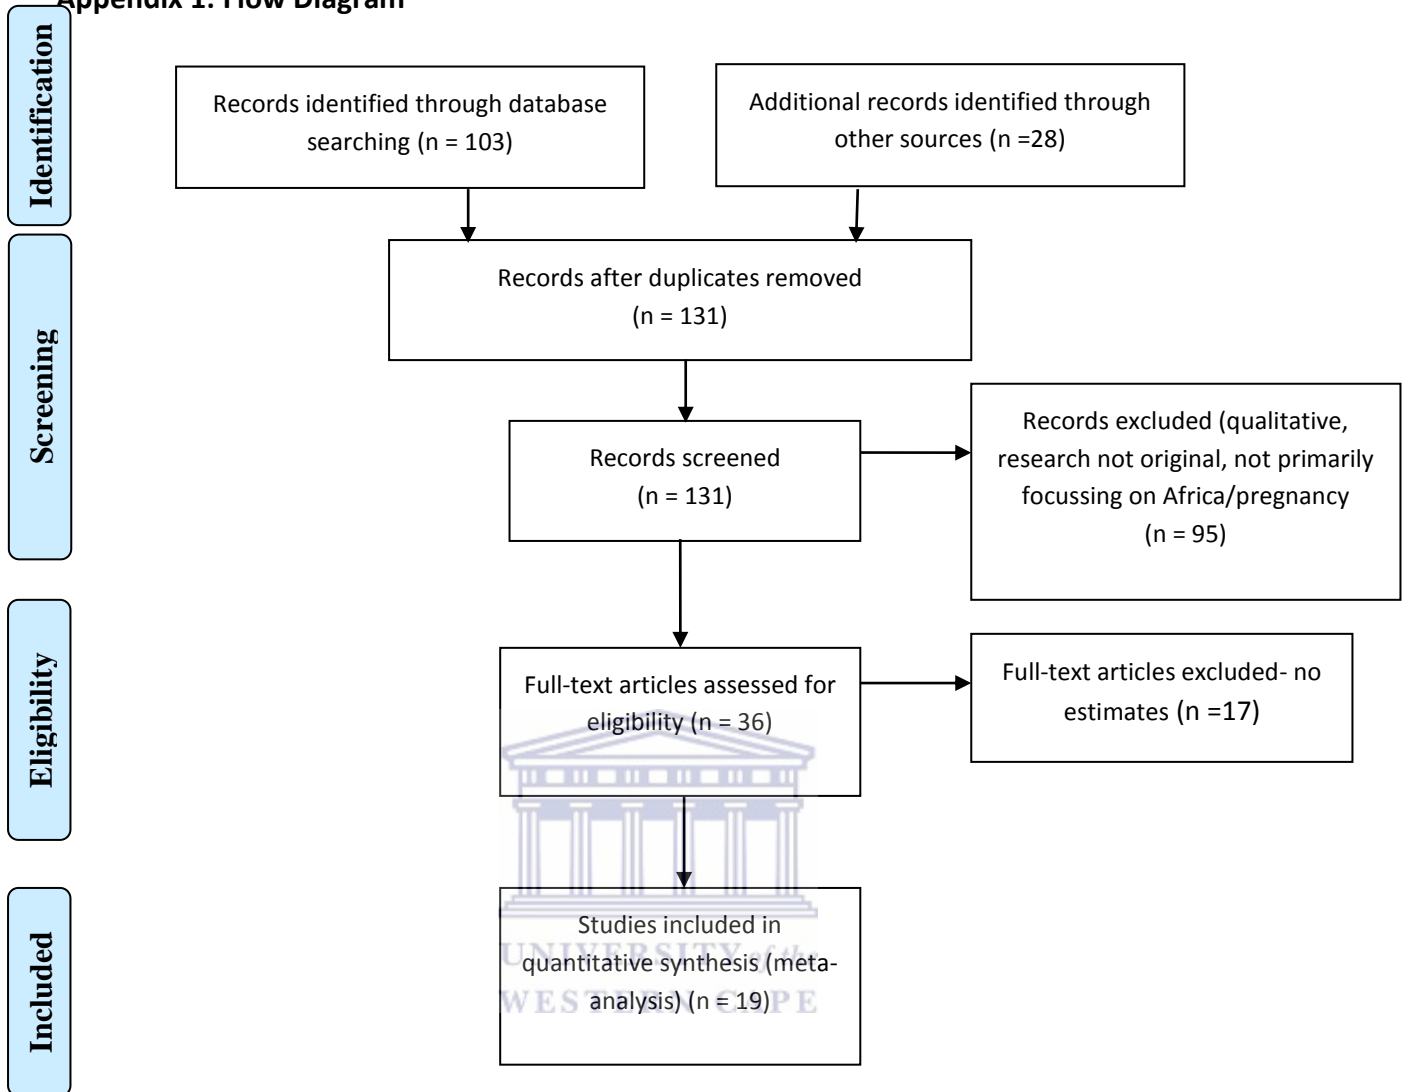 Appendix 1: Flow Diagram
Identification
Records identified through database
searching (n = 103)
Additional records identified through
other sources (n =28)
Screening
Records after duplicates removed
(n = 131)
Records screened
(n = 131)
Records excluded (qualitative,
research not original, not primarily
focussing on Africa/pregnancy
(n = 95)
Eligibility
Full-text articles assessed for
eligibility (n = 36)
Full-text articles excluded- no
estimates (n =17)
Included
Studies included in
quantitative synthesis (meta-
analysis) (n = 19)
UNIVERSITY of the
WESTERN CAPE